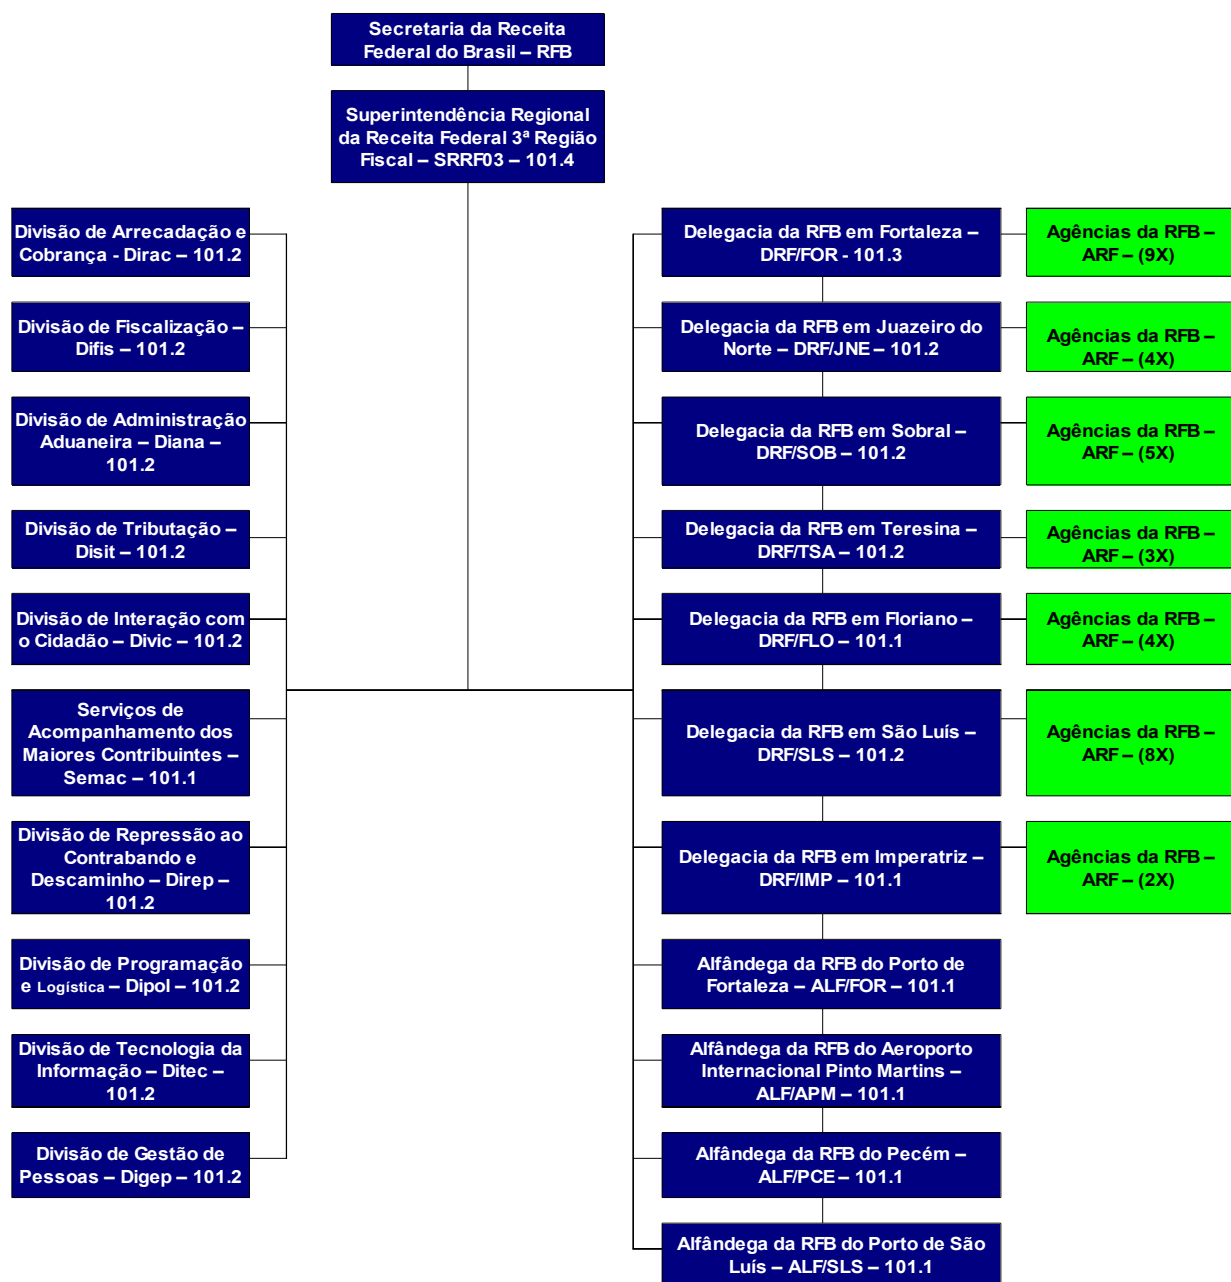 Secretaria da Receita
Federal do Brasil – RFB
Superintendência Regional
da Receita Federal 3ª Região
Fiscal – SRRF03 – 101.4
Divisão de Arrecadação e
Cobrança - Dirac – 101.2
Divisão de Fiscalização –
Difis – 101.2
Divisão de Administração
Aduaneira – Diana –
101.2
Divisão de Tributação –
Disit – 101.2
Divisão de Interação com
o Cidadão – Divic – 101.2
Serviços de
Acompanhamento dos
Maiores Contribuintes –
Semac – 101.1
Divisão de Repressão ao
Contrabando e
Descaminho – Direp –
101.2
Divisão de Programação
e Logística – Dipol – 101.2
Divisão de Tecnologia da
Informação – Ditec –
101.2
Divisão de Gestão de
Pessoas – Digep – 101.2
Delegacia da RFB em Fortaleza –
DRF/FOR - 101.3
Agências da RFB –
ARF – (9X)
Delegacia da RFB em Juazeiro do
Norte – DRF/JNE – 101.2
Agências da RFB –
ARF – (4X)
Delegacia da RFB em Sobral –
DRF/SOB – 101.2
Agências da RFB –
ARF – (5X)
Delegacia da RFB em Teresina –
DRF/TSA – 101.2
Agências da RFB –
ARF – (3X)
Delegacia da RFB em Floriano –
DRF/FLO – 101.1
Agências da RFB –
ARF – (4X)
Delegacia da RFB em São Luís –
DRF/SLS – 101.2
Agências da RFB –
ARF – (8X)
Delegacia da RFB em Imperatriz –
DRF/IMP – 101.1
Agências da RFB –
ARF – (2X)
Alfândega da RFB do Porto de
Fortaleza – ALF/FOR – 101.1
Alfândega da RFB do Aeroporto
Internacional Pinto Martins –
ALF/APM – 101.1
Alfândega da RFB do Pecém –
ALF/PCE – 101.1
Alfândega da RFB do Porto de São
Luís – ALF/SLS – 101.1